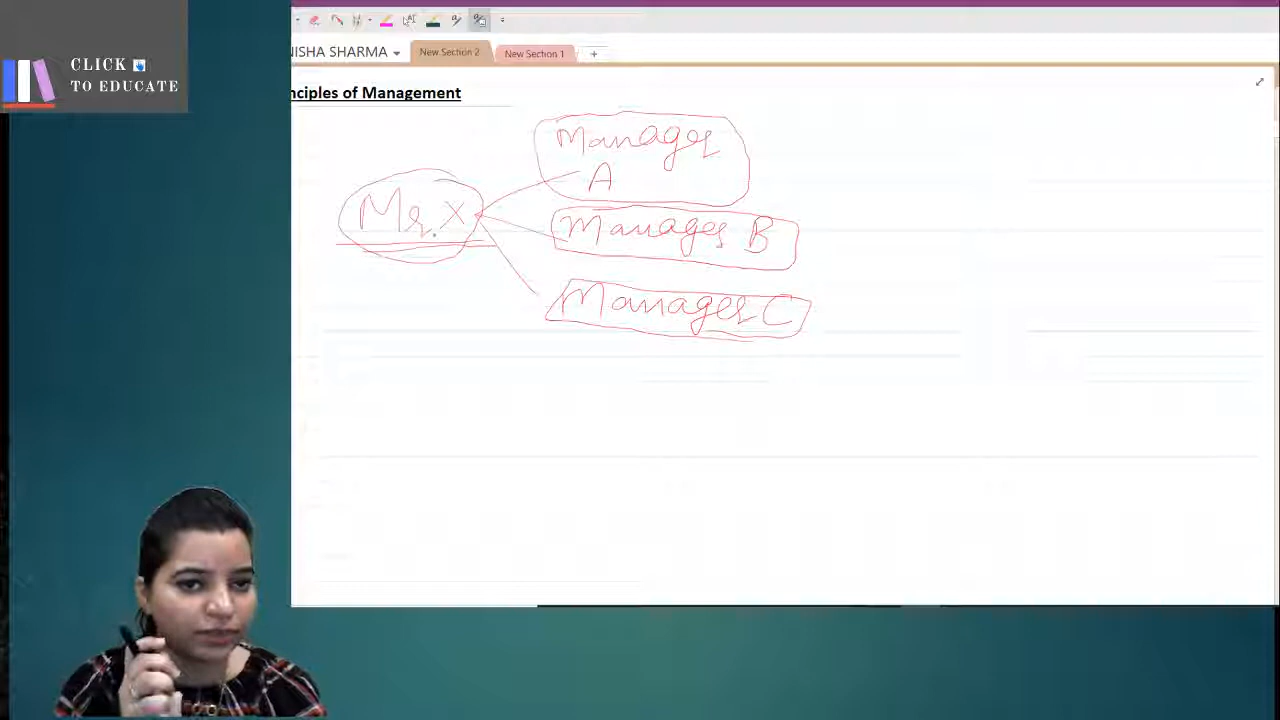 CLICK
TO EDUCATE
NISHA SHARMA
New Section 2
New Section 1
nciples of Management
Manager
A
Mr. X
Manager B
Manager C